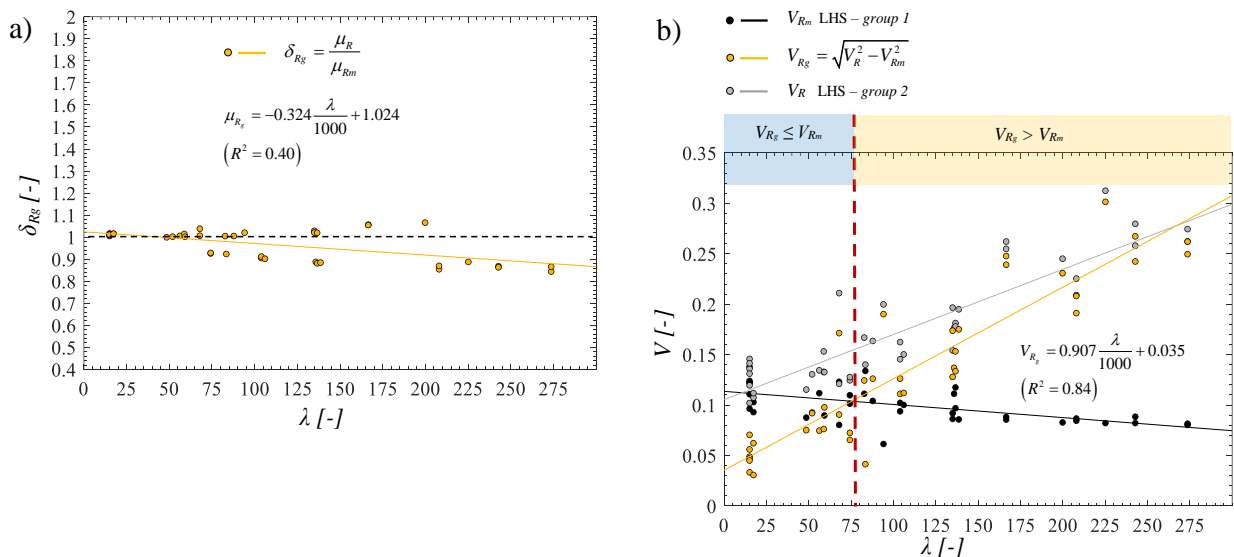 a)
2
1.9
1.8
1.7
1.6
1.5
1.4
1.3
1.2
1.1
1
0.9
0.8
0.7
0.6
0.5
0.4
δRg [-]
δRg = μR / μRm
μRg = −0.324 λ/1000 + 1.024
(R² = 0.40)
0 25 50 75 100 125 150 175 200 225 250 275
λ [-]
b)
VRm LHS – group 1
VRg = √(VR² − VRm²)
VR LHS – group 2
VRg ≤ VRm
VRg > VRm
0.35
0.3
0.25
0.2
0.15
0.1
0.05
0
V [-]
VRg = 0.907 λ/1000 + 0.035
(R² = 0.84)
0 25 50 75 100 125 150 175 200 225 250 275
λ [-]